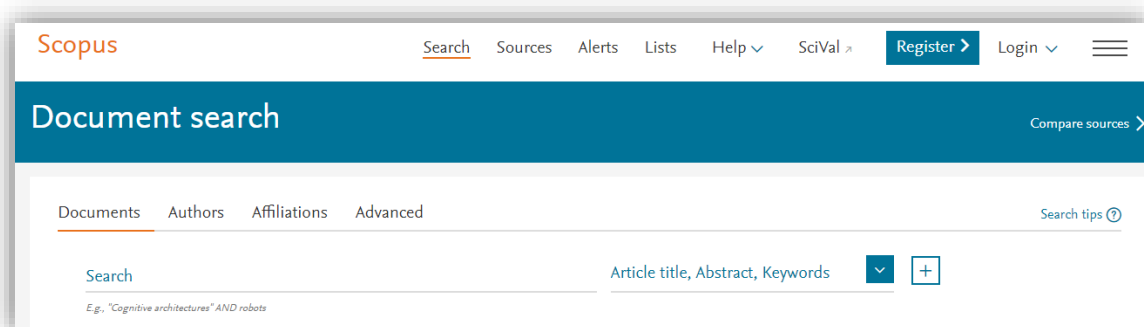 Scopus Search Sources Alerts Lists Help SciVal Register Login
Document search
Compare sources
Documents Authors Affiliations Advanced Search tips
Search Article title, Abstract, Keywords
E.g., "Cognitive architectures" AND robots